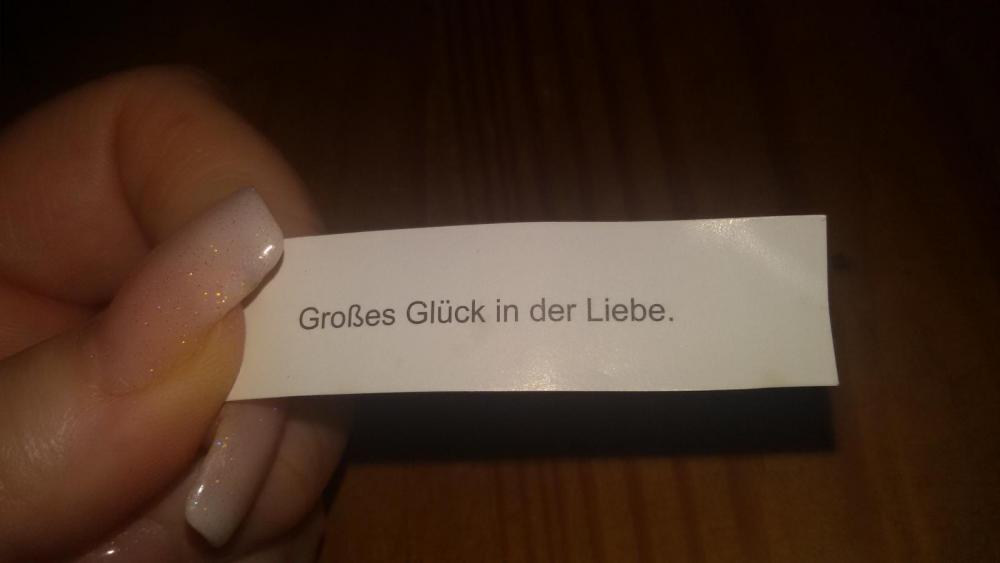 Großes Glück in der Liebe.